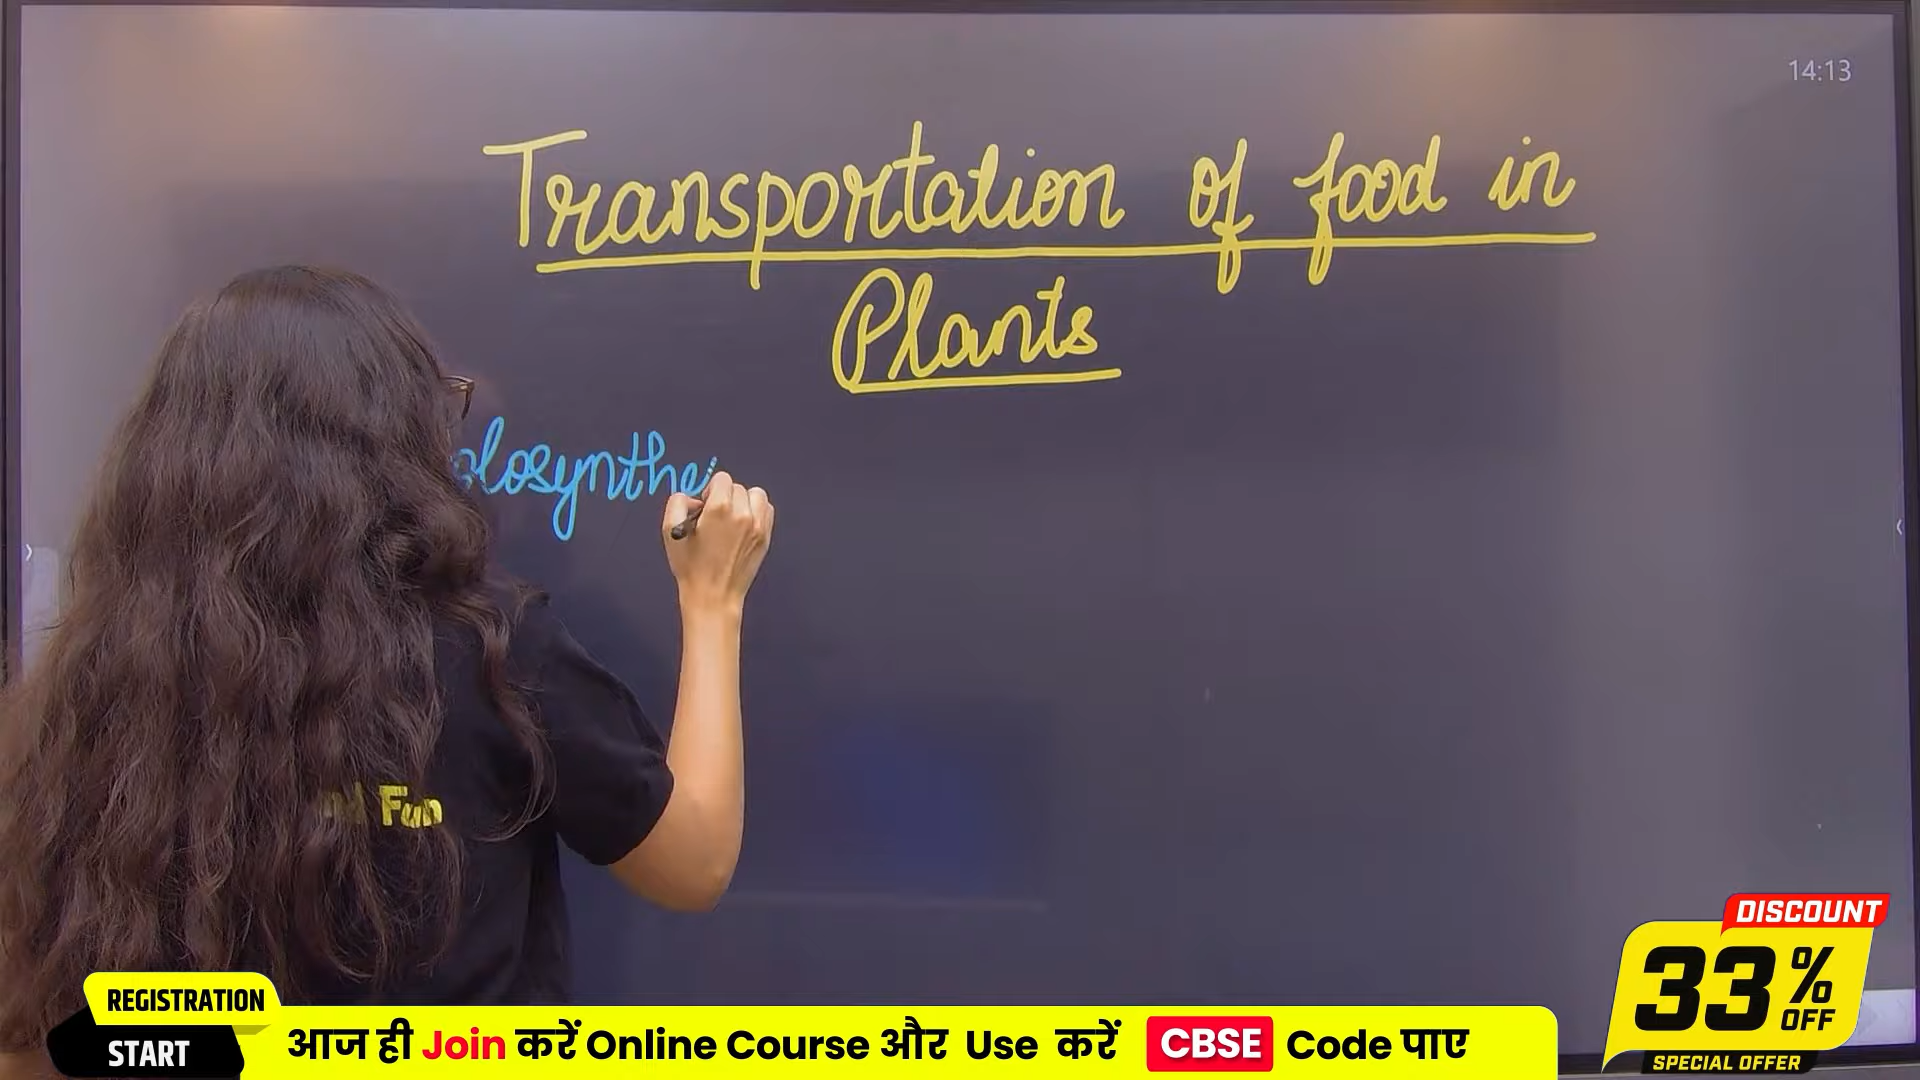 14:13
Transportation of food in
Plants
olosynthe
Fun
DISCOUNT
33% OFF
SPECIAL OFFER
REGISTRATION
START
आज ही Join करें Online Course और Use करें CBSE Code पाए